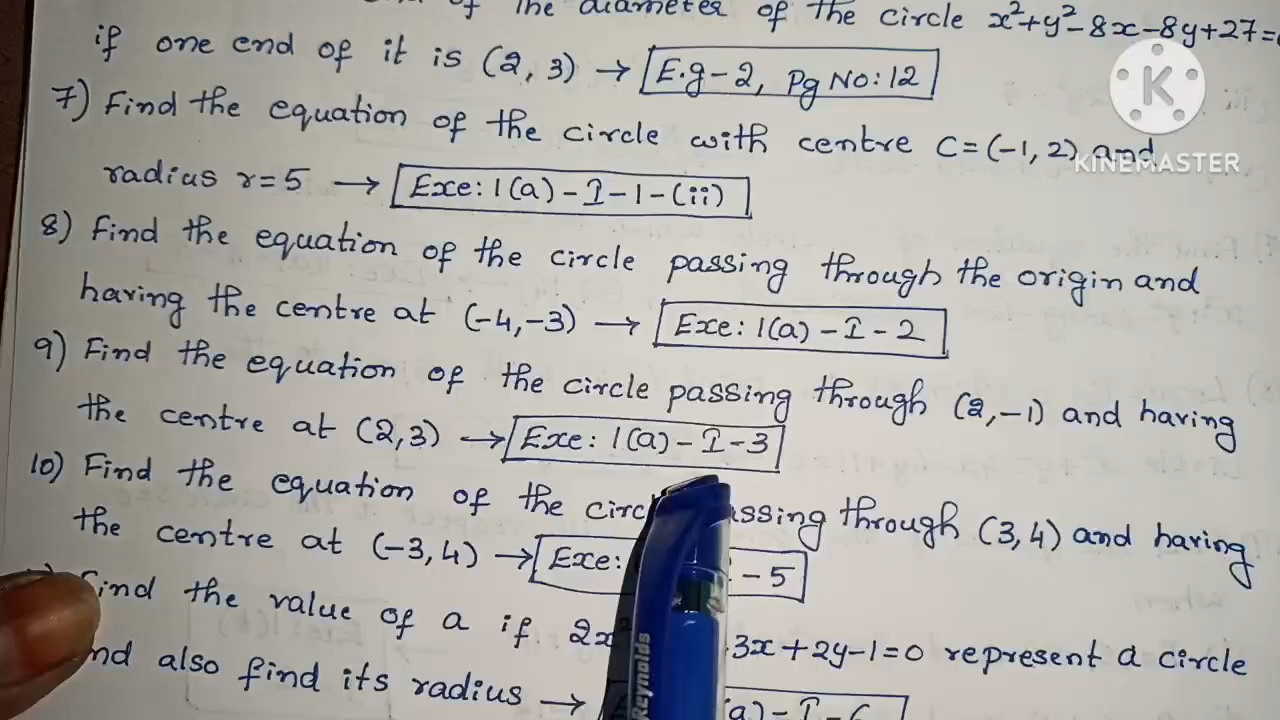 of the diameter of the circle x²+y²-8x-8y+27=
if one end of it is (2, 3) → E.g-2, Pg No: 12
7) Find the equation of the circle with centre C=(-1, 2) and
radius r=5 → Exe: 1(a)-I-1-(ii)
8) Find the equation of the circle passing through the origin and
having the centre at (-4,-3) → Exe: 1(a)-I-2
9) Find the equation of the circle passing through (2,-1) and having
the centre at (2,3) → Exe: 1(a)-I-3
10) Find the equation of the circ assing through (3,4) and having
the centre at (-3,4) → Exe: -5
Find the value of a if 2x² 3x+2y-1=0 represent a circle
nd also find its radius → (a)-I-6
K
KINEMASTER
Reynolds